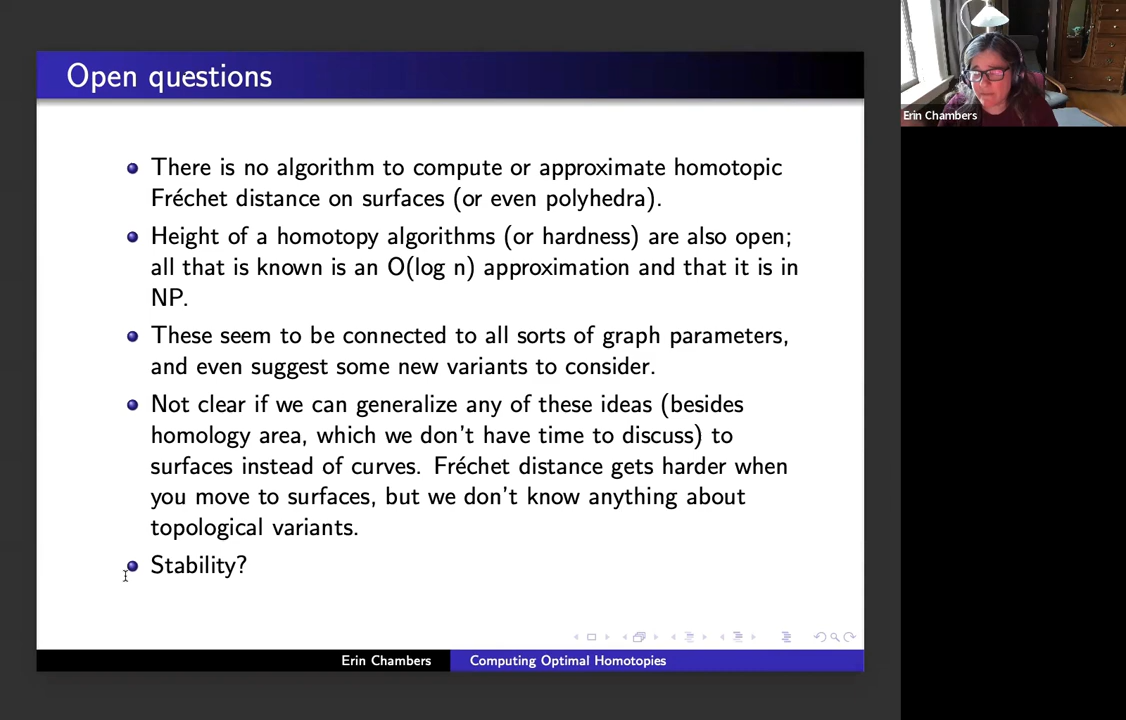 Open questions
There is no algorithm to compute or approximate homotopic
Fréchet distance on surfaces (or even polyhedra).
Height of a homotopy algorithms (or hardness) are also open;
all that is known is an O(log n) approximation and that it is in
NP.
These seem to be connected to all sorts of graph parameters,
and even suggest some new variants to consider.
Not clear if we can generalize any of these ideas (besides
homology area, which we don't have time to discuss) to
surfaces instead of curves. Fréchet distance gets harder when
you move to surfaces, but we don't know anything about
topological variants.
Stability?
Erin Chambers
Computing Optimal Homotopies
Erin Chambers